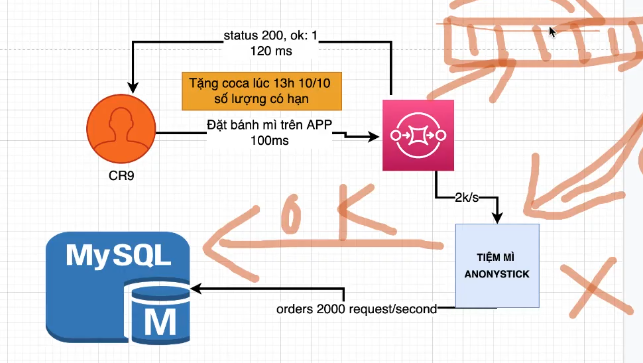 status 200, ok: 1
120 ms
Tặng coca lúc 13h 10/10
số lượng có hạn
Đặt bánh mì trên APP
100ms
CR9
2k/s
O K
MySQL
M
TIỆM MÌ
ANONYSTICK
orders 2000 request/second